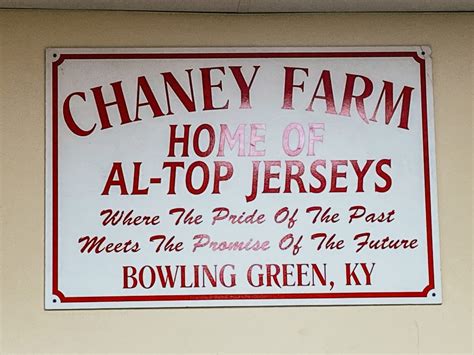 CHANEY FARM
HOME OF
AL-TOP JERSEYS
Where The Pride Of The Past
Meets The Promise Of The Future
BOWLING GREEN, KY